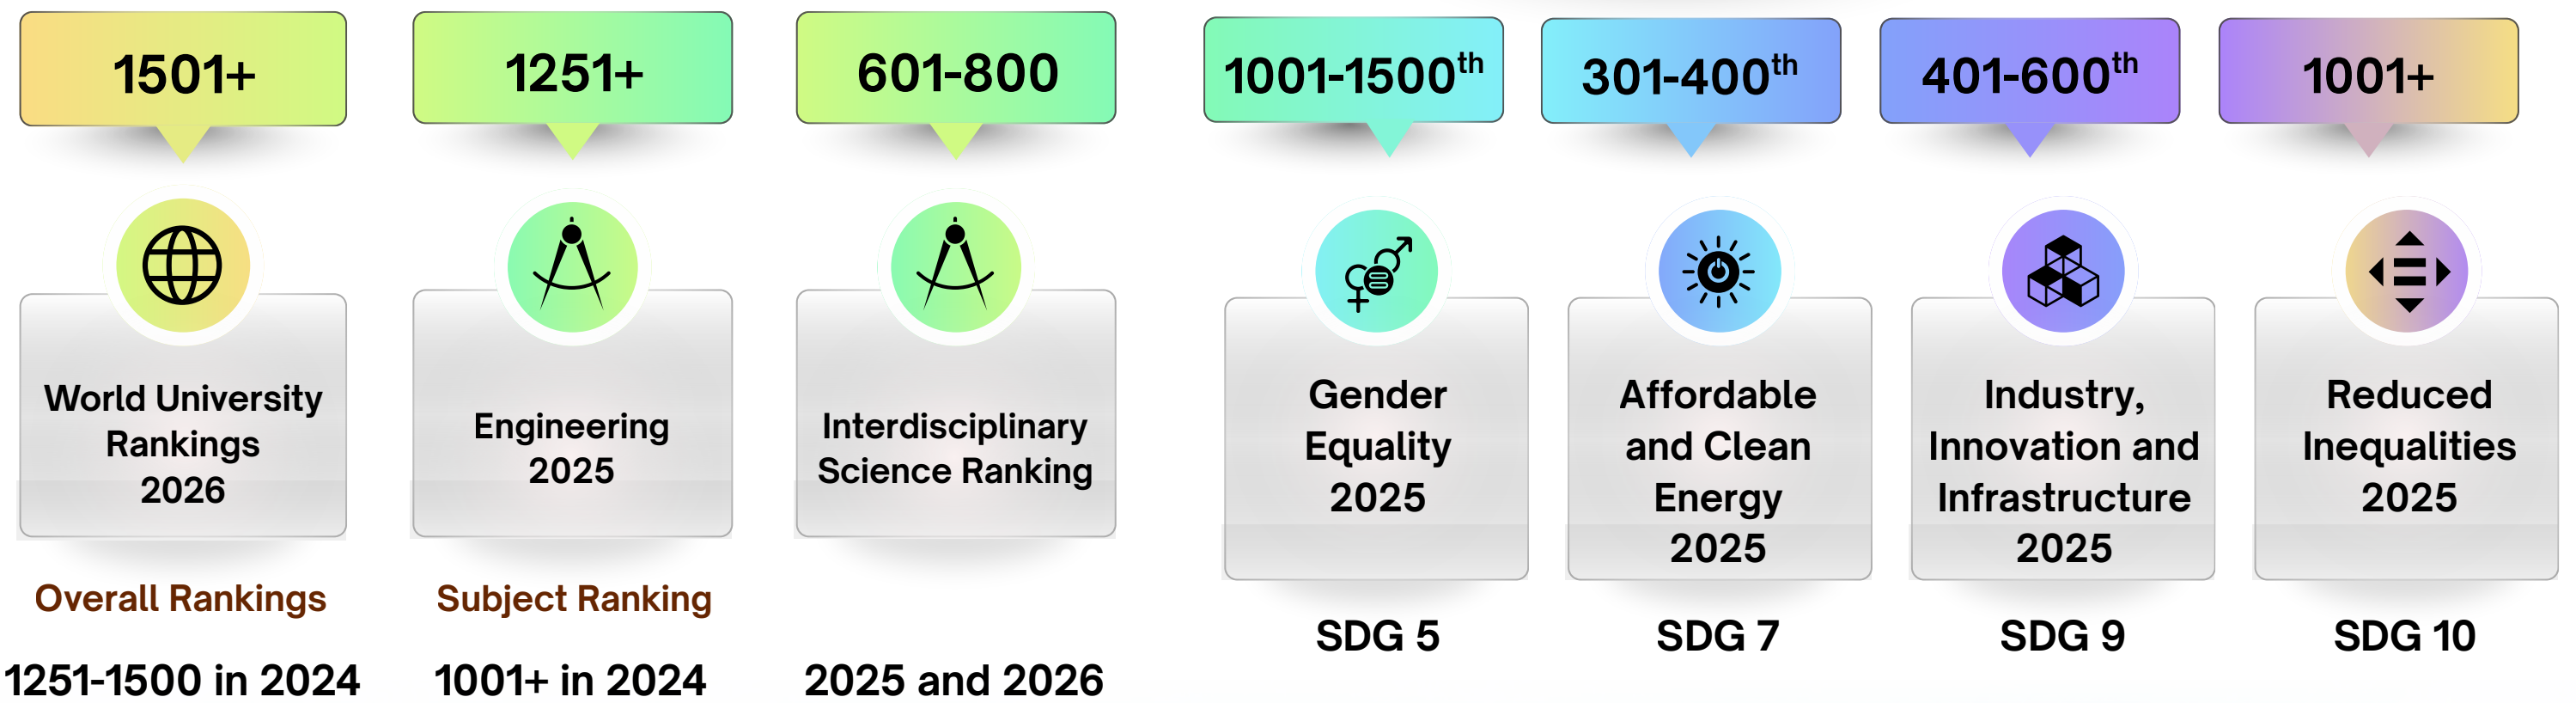 1501+
World University
Rankings
2026
Overall Rankings
1251-1500 in 2024
1251+
Engineering
2025
Subject Ranking
1001+ in 2024
601-800
Interdisciplinary
Science Ranking
2025 and 2026
1001-1500th
Gender
Equality
2025
SDG 5
301-400th
Affordable
and Clean
Energy
2025
SDG 7
401-600th
Industry,
Innovation and
Infrastructure
2025
SDG 9
1001+
Reduced
Inequalities
2025
SDG 10